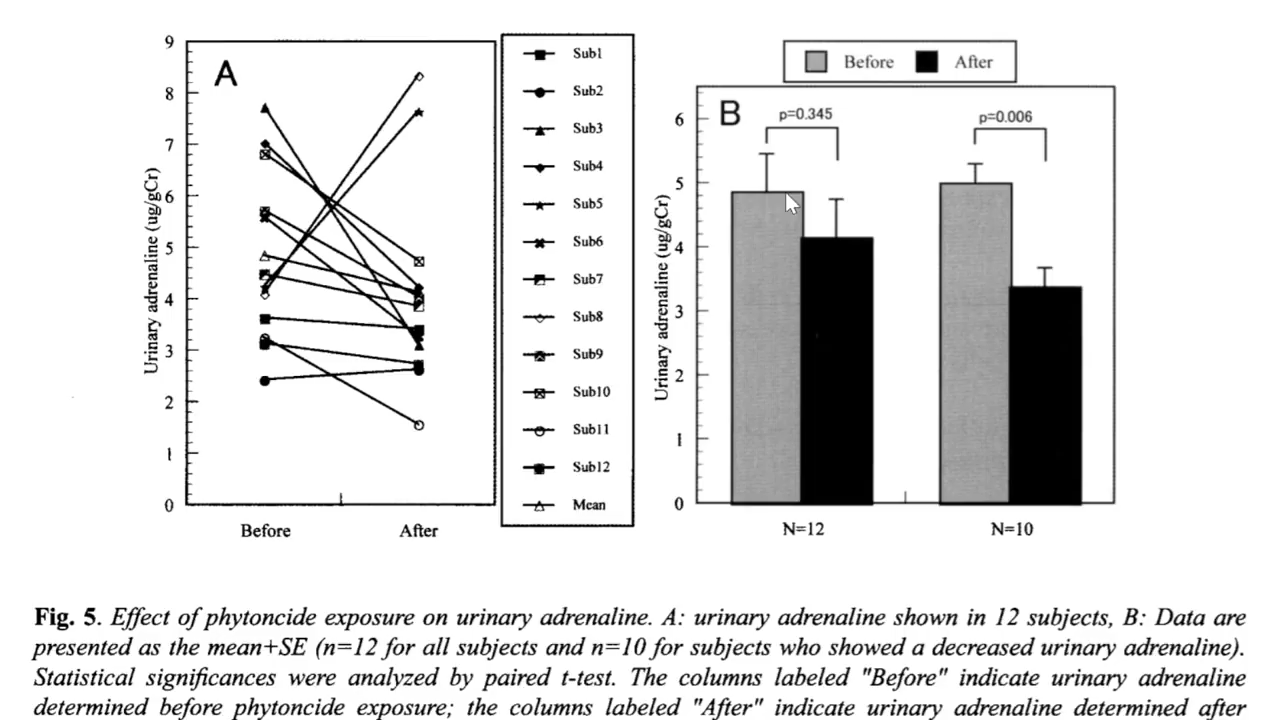 A
9
8
7
6
5
4
3
2
1
0
Urinary adrenaline (ug/gCr)
Before After
Sub1
Sub2
Sub3
Sub4
Sub5
Sub6
Sub7
Sub8
Sub9
Sub10
Sub11
Sub12
Mean
Before After
B
p=0.345 p=0.006
6
5
4
3
2
1
0
Urinary adrenaline (ug/gCr)
N=12 N=10
Fig. 5. Effect of phytoncide exposure on urinary adrenaline. A: urinary adrenaline shown in 12 subjects, B: Data are
presented as the mean+SE (n=12 for all subjects and n=10 for subjects who showed a decreased urinary adrenaline).
Statistical significances were analyzed by paired t-test. The columns labeled "Before" indicate urinary adrenaline
determined before phytoncide exposure; the columns labeled "After" indicate urinary adrenaline determined after